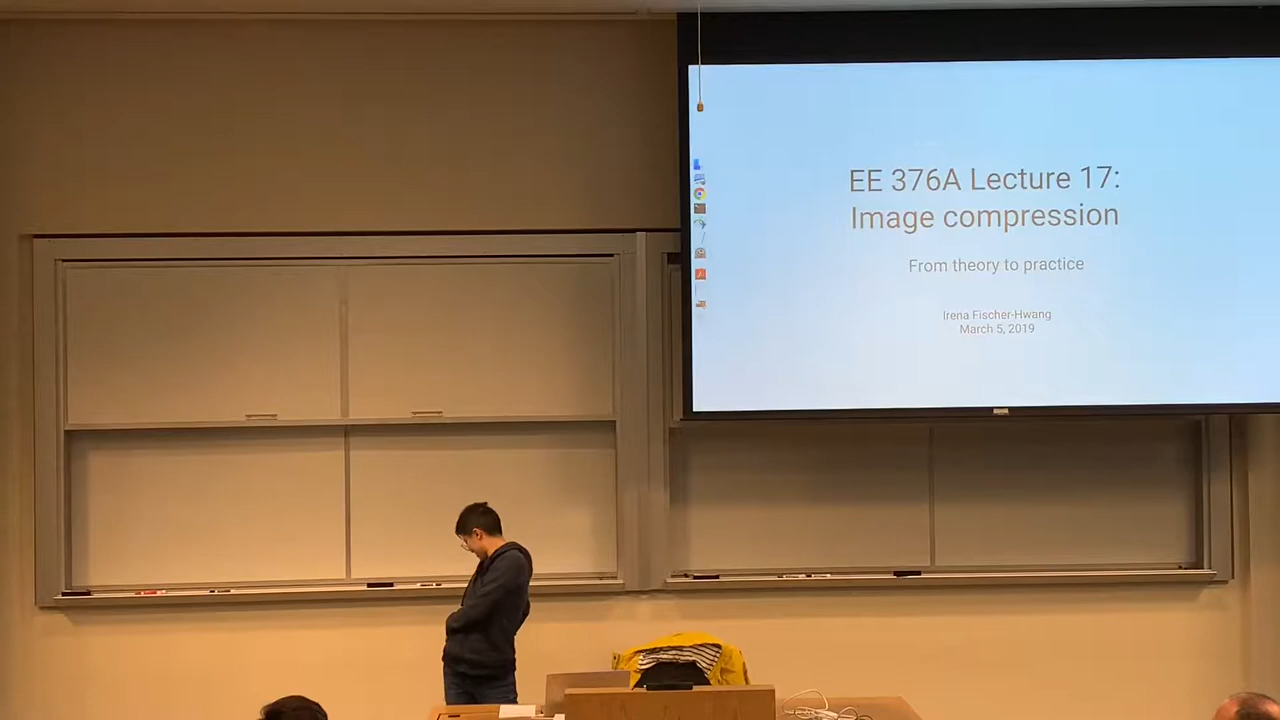 EE 376A Lecture 17:
Image compression
From theory to practice
Irena Fischer-Hwang
March 5, 2019